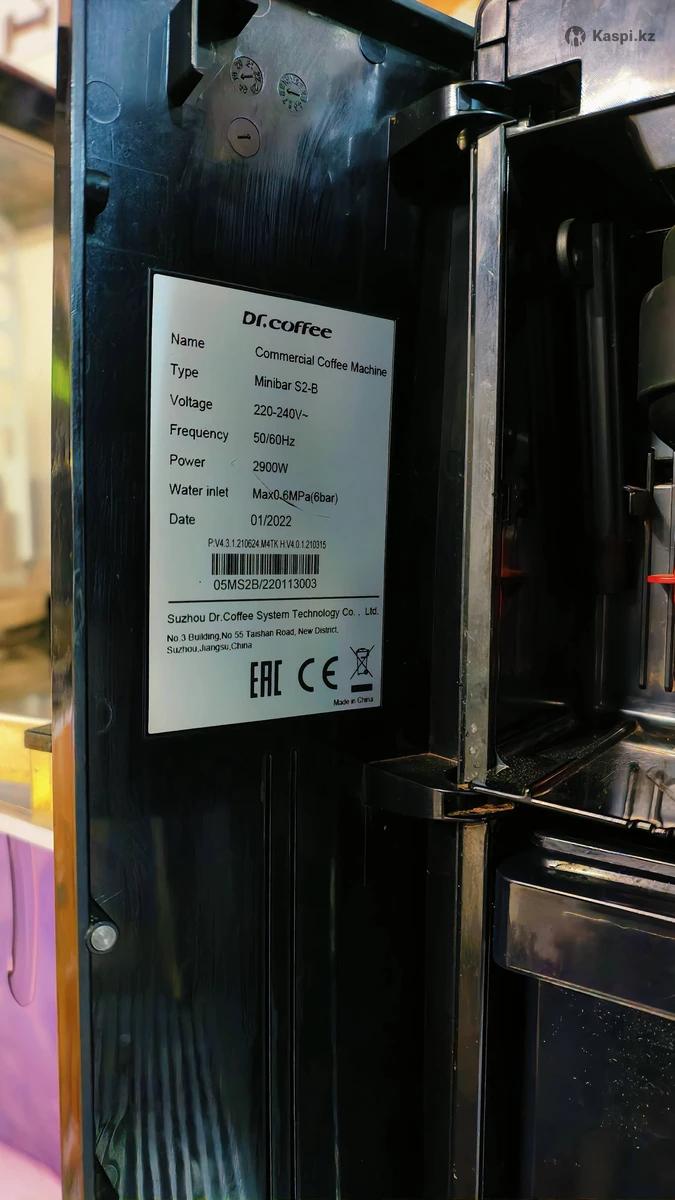 Kaspi.kz
Dr.coffee
Name Commercial Coffee Machine
Type Minibar S2-B
Voltage 220-240V~
Frequency 50/60Hz
Power 2900W
Water inlet Max0.6MPa(6bar)
Date 01/2022
P:V4.3.1.210624.M4TK H:V4.0.1.210315
05MS2B/220113003
Suzhou Dr.Coffee System Technology Co. . Ltd.
No.3 Building,No 55 Taishan Road, New District,
Suzhou,Jiangsu,China
EAC CE
Made in China